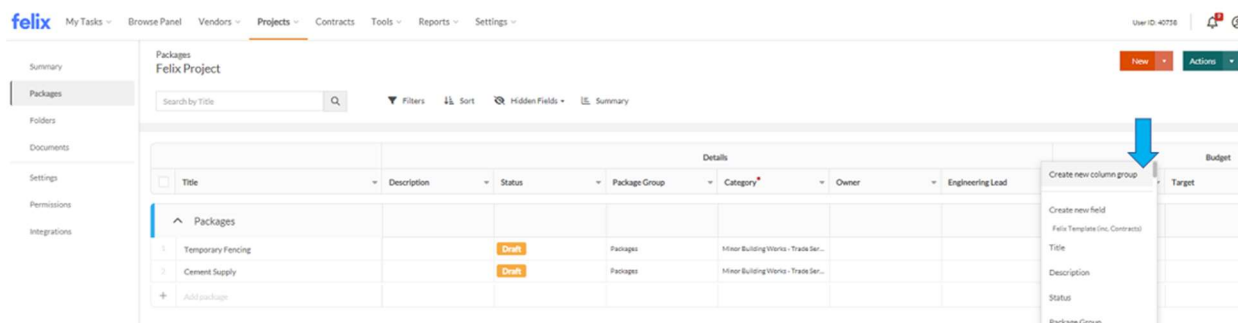 felix My Tasks Browse Panel Vendors Projects Contracts Tools Reports Settings User ID: 40758
Summary
Packages
Folders
Documents
Settings
Permissions
Integrations
Packages
Felix Project
New Actions
Search by Title Filters Sort Hidden Fields Summary
Details Budget
Title Description Status Package Group Category* Owner Engineering Lead Target
Packages
1 Temporary Fencing Draft Packages Minor Building Works - Trade Ser...
2 Cement Supply Draft Packages Minor Building Works - Trade Ser...
+ Add package
Create new column group
Create new field
Felix Template (inc. Contracts)
Title
Description
Status
Package Group